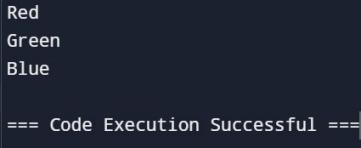 Red
Green
Blue
=== Code Execution Successful ===